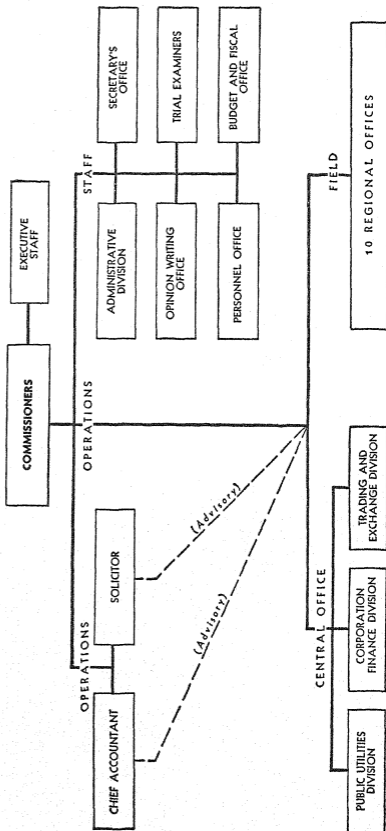 EXECUTIVE
STAFF
COMMISSIONERS
OPERATIONS
OPERATIONS
STAFF
CHIEF ACCOUNTANT
SOLICITOR
ADMINISTRATIVE
DIVISION
SECRETARY'S
OFFICE
OPINION WRITING
OFFICE
TRIAL EXAMINERS
PERSONNEL OFFICE
BUDGET AND FISCAL
OFFICE
(Advisory)
(Advisory)
CENTRAL OFFICE
FIELD
PUBLIC UTILITIES
DIVISION
CORPORATION
FINANCE DIVISION
TRADING AND
EXCHANGE DIVISION
10 REGIONAL OFFICES